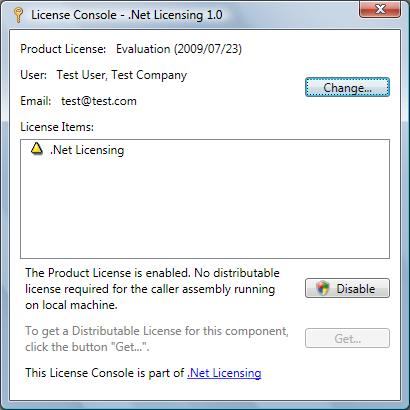 License Console - .Net Licensing 1.0
Product License: Evaluation (2009/07/23)
User: Test User, Test Company
Change...
Email: test@test.com
License Items:
.Net Licensing
The Product License is enabled. No distributable
license required for the caller assembly running
on local machine.
Disable
To get a Distributable License for this component,
click the button "Get...".
Get...
This License Console is part of .Net Licensing